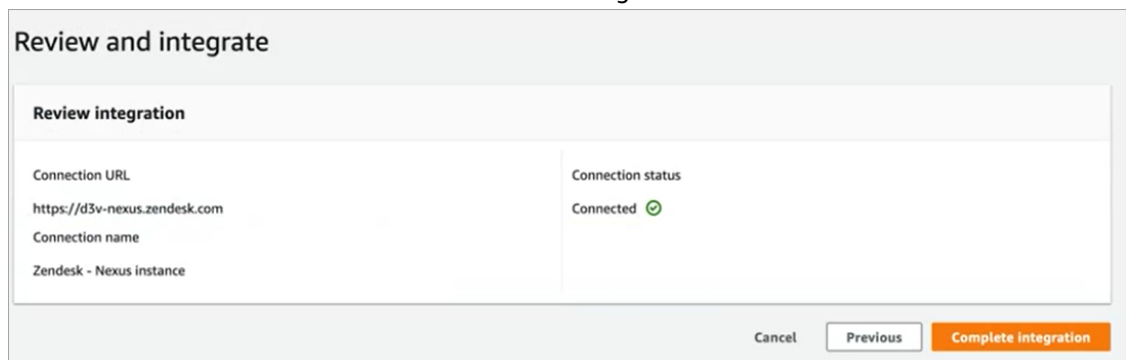 Review and integrate
Review integration
Connection URL
https://d3v-nexus.zendesk.com
Connection name
Zendesk - Nexus instance
Connection status
Connected
Cancel
Previous
Complete integration